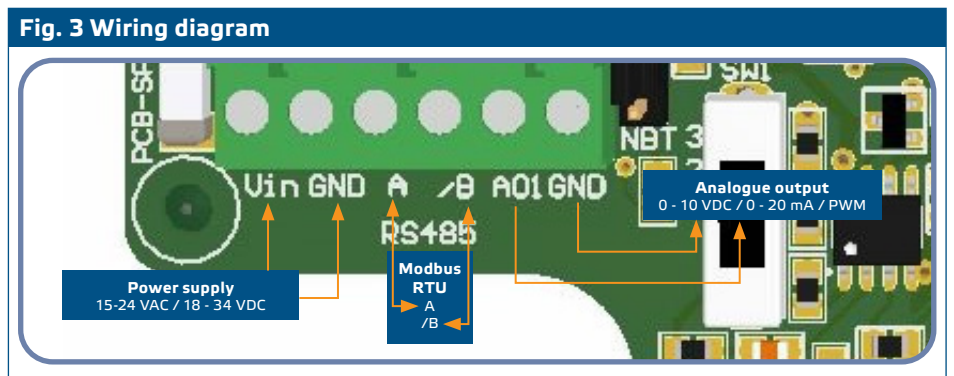 Fig. 3 Wiring diagram
PCB-SF
SW1
NBT 3
2
Vin GND A /B AO1 GND
RS485
Analogue output
0 - 10 VDC / 0 - 20 mA / PWM
Power supply
15-24 VAC / 18 - 34 VDC
Modbus
RTU
A
/B